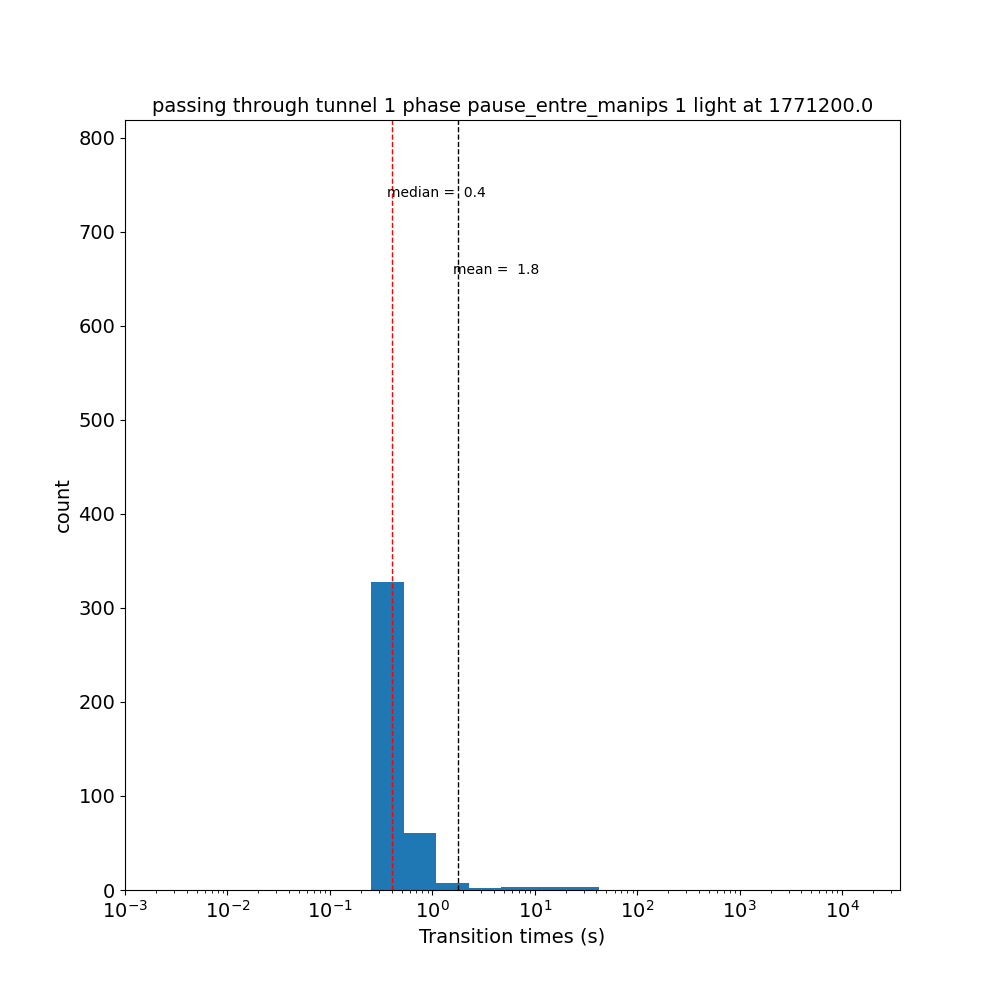 passing through tunnel 1 phase pause_entre_manips 1 light at 1771200.0
800
median =  0.4
700
mean =  1.8
600
500
count
400
300
200
100
0
10⁻³ 10⁻² 10⁻¹ 10⁰ 10¹ 10² 10³ 10⁴
Transition times (s)